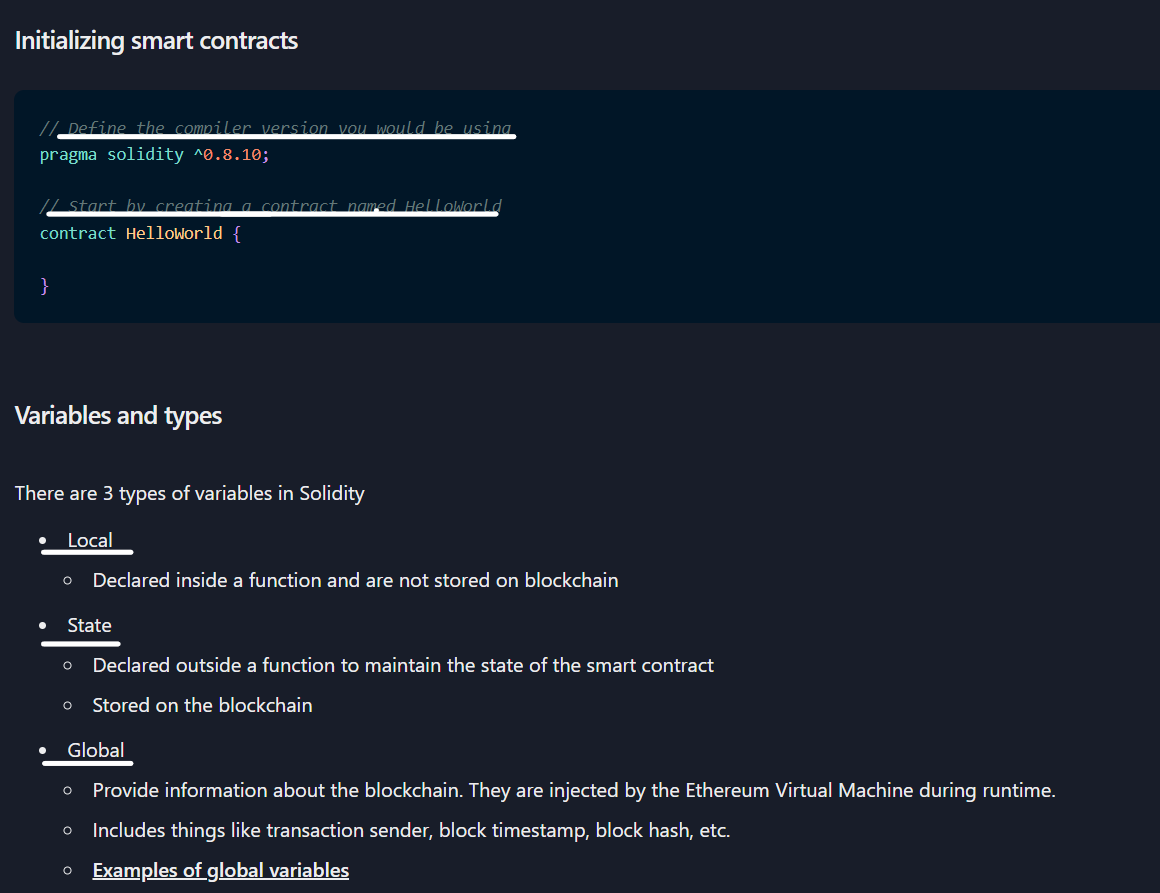 Initializing smart contracts
// Define the compiler version you would be using
pragma solidity ^0.8.10;
// Start by creating a contract named HelloWorld
contract HelloWorld {
}
Variables and types
There are 3 types of variables in Solidity
• Local
◦ Declared inside a function and are not stored on blockchain
• State
◦ Declared outside a function to maintain the state of the smart contract
◦ Stored on the blockchain
• Global
◦ Provide information about the blockchain. They are injected by the Ethereum Virtual Machine during runtime.
◦ Includes things like transaction sender, block timestamp, block hash, etc.
◦ Examples of global variables